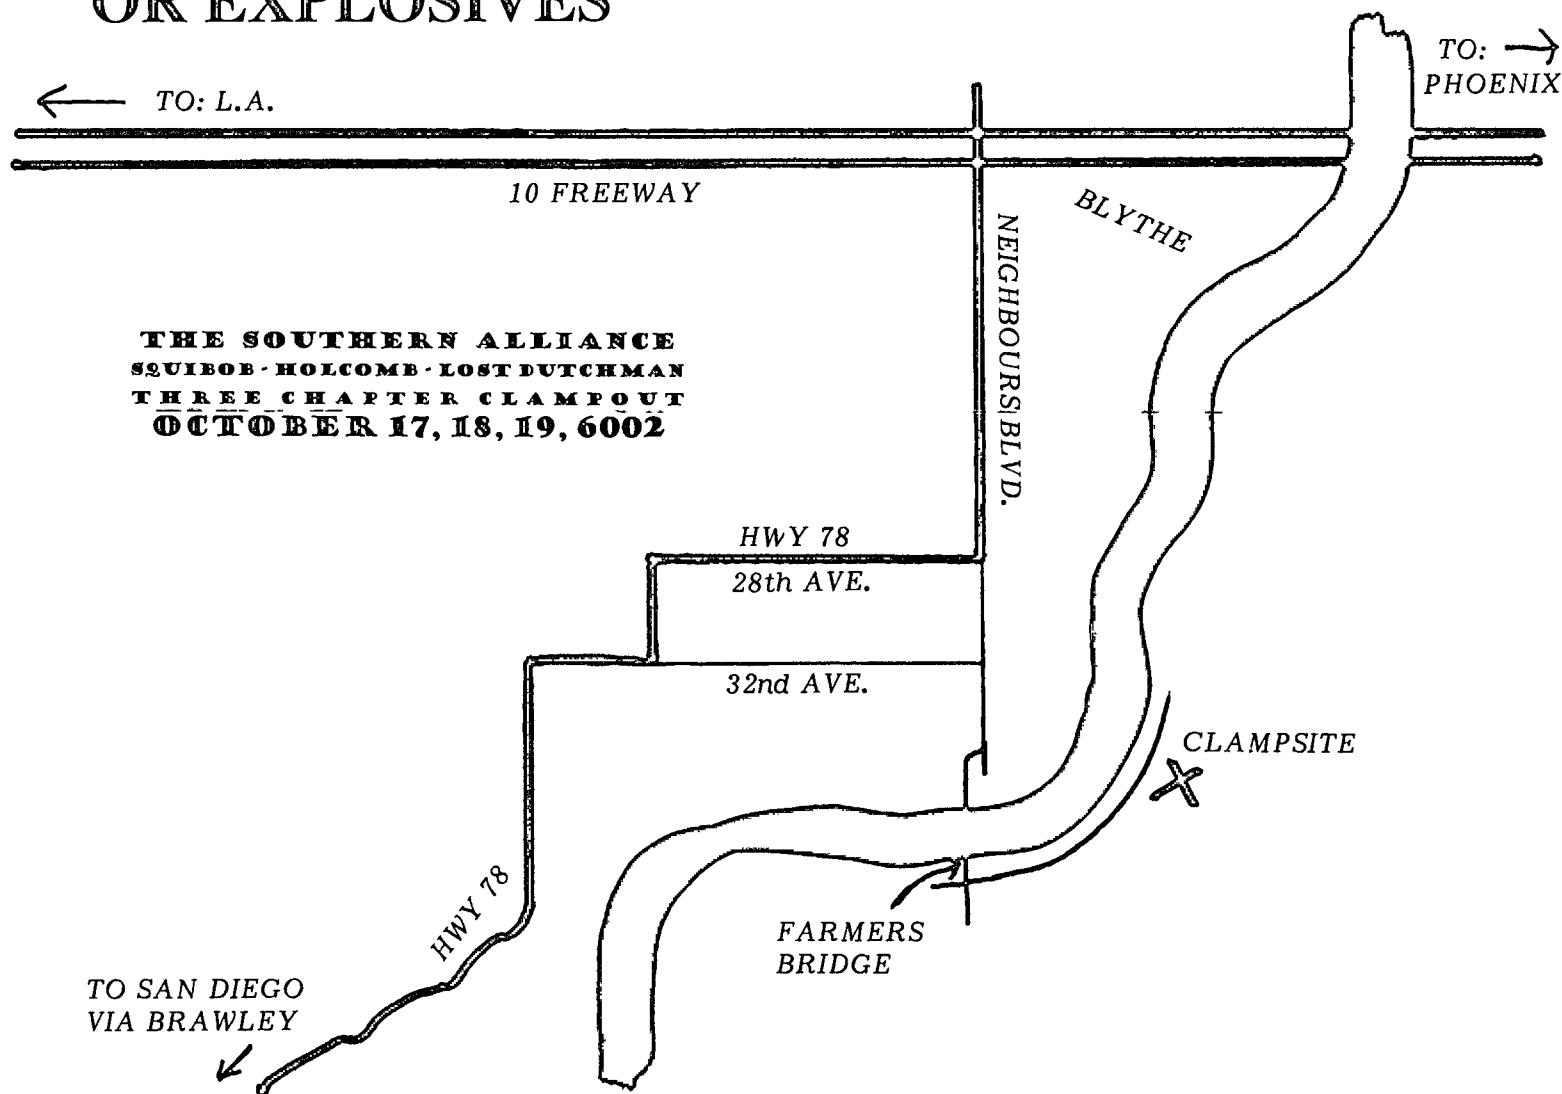 OR EXPLOSIVES
TO:
PHOENIX
TO: L.A.
10 FREEWAY
BLYTHE
NEIGHBOURS BLVD.
THE SOUTHERN ALLIANCE
SQUIBOB - HOLCOMB - LOST DUTCHMAN
THREE CHAPTER CLAMPOUT
OCTOBER 17, 18, 19, 6002
HWY 78
28th AVE.
32nd AVE.
CLAMPSITE
HWY 78
FARMERS
BRIDGE
TO SAN DIEGO
VIA BRAWLEY